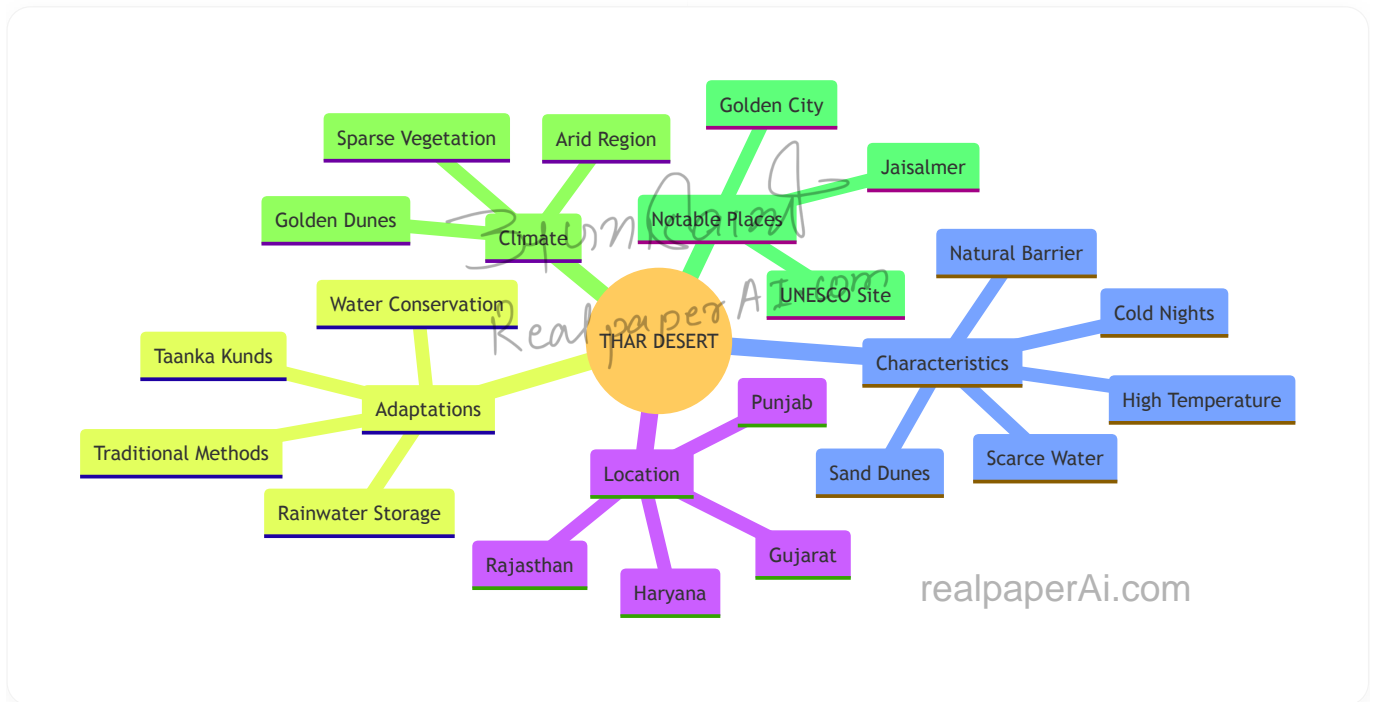 Golden City
Sparse Vegetation
Arid Region
Jaisalmer
Golden Dunes
Notable Places
Climate
Natural Barrier
UNESCO Site
Water Conservation
Cold Nights
RealpaperAI.com
THAR DESERT
Taanka Kunds
Characteristics
Adaptations
Punjab
High Temperature
Traditional Methods
Location
Scarce Water
Sand Dunes
Rainwater Storage
Rajasthan
Gujarat
Haryana
realpaperAi.com